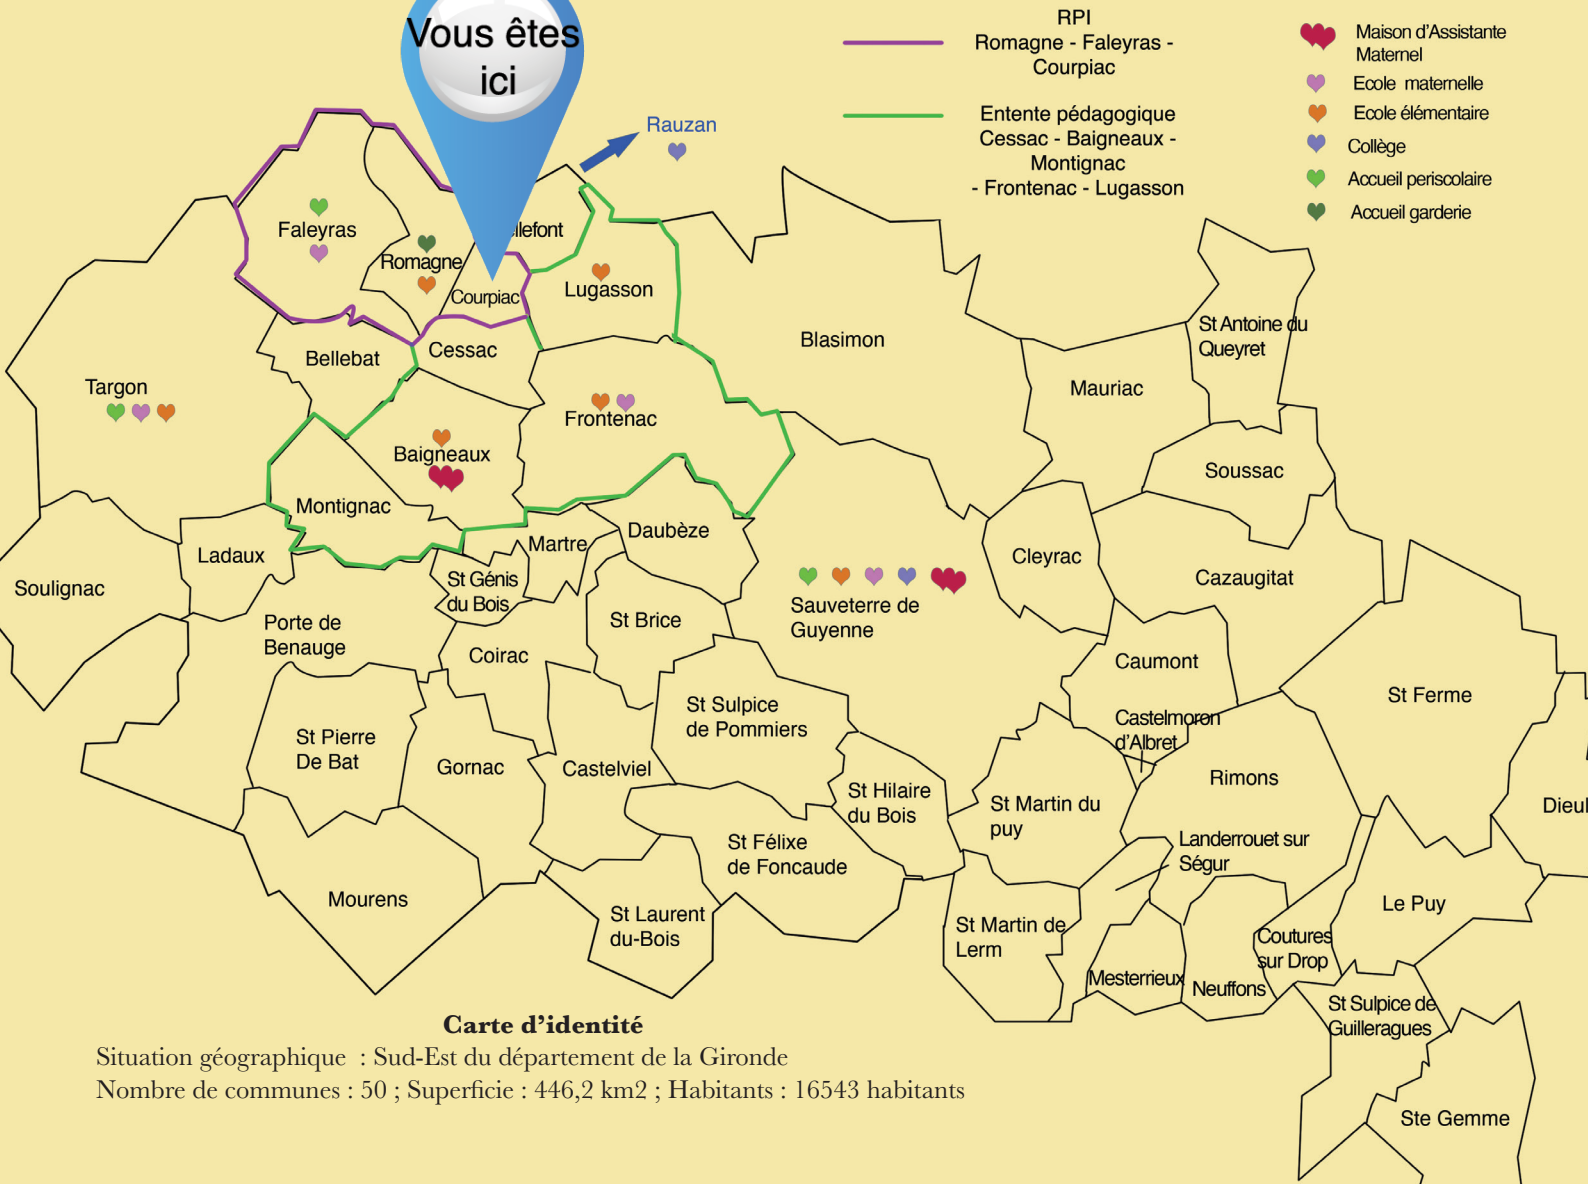 Vous êtes
ici
RPI
Romagne - Faleyras -
Courpiac
Entente pédagogique
Cessac - Baigneaux -
Montignac
- Frontenac - Lugasson
Maison d'Assistante
Maternel
Ecole maternelle
Ecole élémentaire
Collège
Accueil periscolaire
Accueil garderie
Rauzan
Faleyras
Romagne
llefont
Courpiac
Lugasson
Bellebat
Cessac
Targon
Frontenac
Baigneaux
Montignac
Blasimon
St Antoine du
Queyret
Mauriac
Soussac
Ladaux
Soulignac
Martre
Daubèze
St Génis
du Bois
Cleyrac
Cazaugitat
Sauveterre de
Guyenne
Porte de
Benauge
St Brice
Coirac
Caumont
St Ferme
St Sulpice
de Pommiers
Castelmoron
d'Albret
St Pierre
De Bat
Gornac
Castelviel
Rimons
St Hilaire
du Bois
St Martin du
puy
Dieul
St Félixe
de Foncaude
Landerrouet sur
Ségur
Mourens
St Laurent
du-Bois
St Martin de
Lerm
Le Puy
Coutures
sur Drop
Mesterrieux
Neuffons
St Sulpice de
Guilleragues
Ste Gemme
Carte d'identité
Situation géographique : Sud-Est du département de la Gironde
Nombre de communes : 50 ; Superficie : 446,2 km2 ; Habitants : 16543 habitants